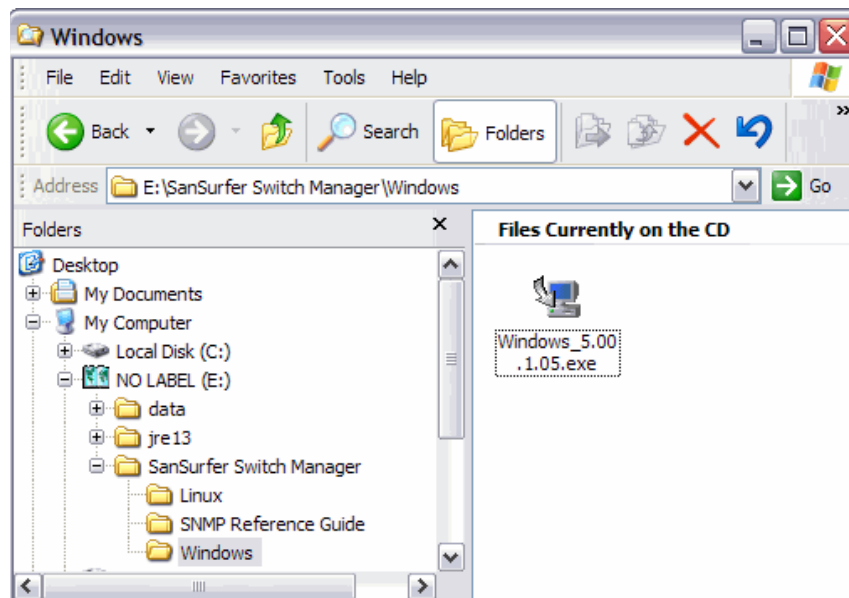 Windows
File Edit View Favorites Tools Help
Back Search Folders »
Address E:\SanSurfer Switch Manager\Windows Go
Folders
Desktop
My Documents
My Computer
Local Disk (C:)
NO LABEL (E:)
data
jre13
SanSurfer Switch Manager
Linux
SNMP Reference Guide
Windows
Files Currently on the CD
Windows_5.00
.1.05.exe